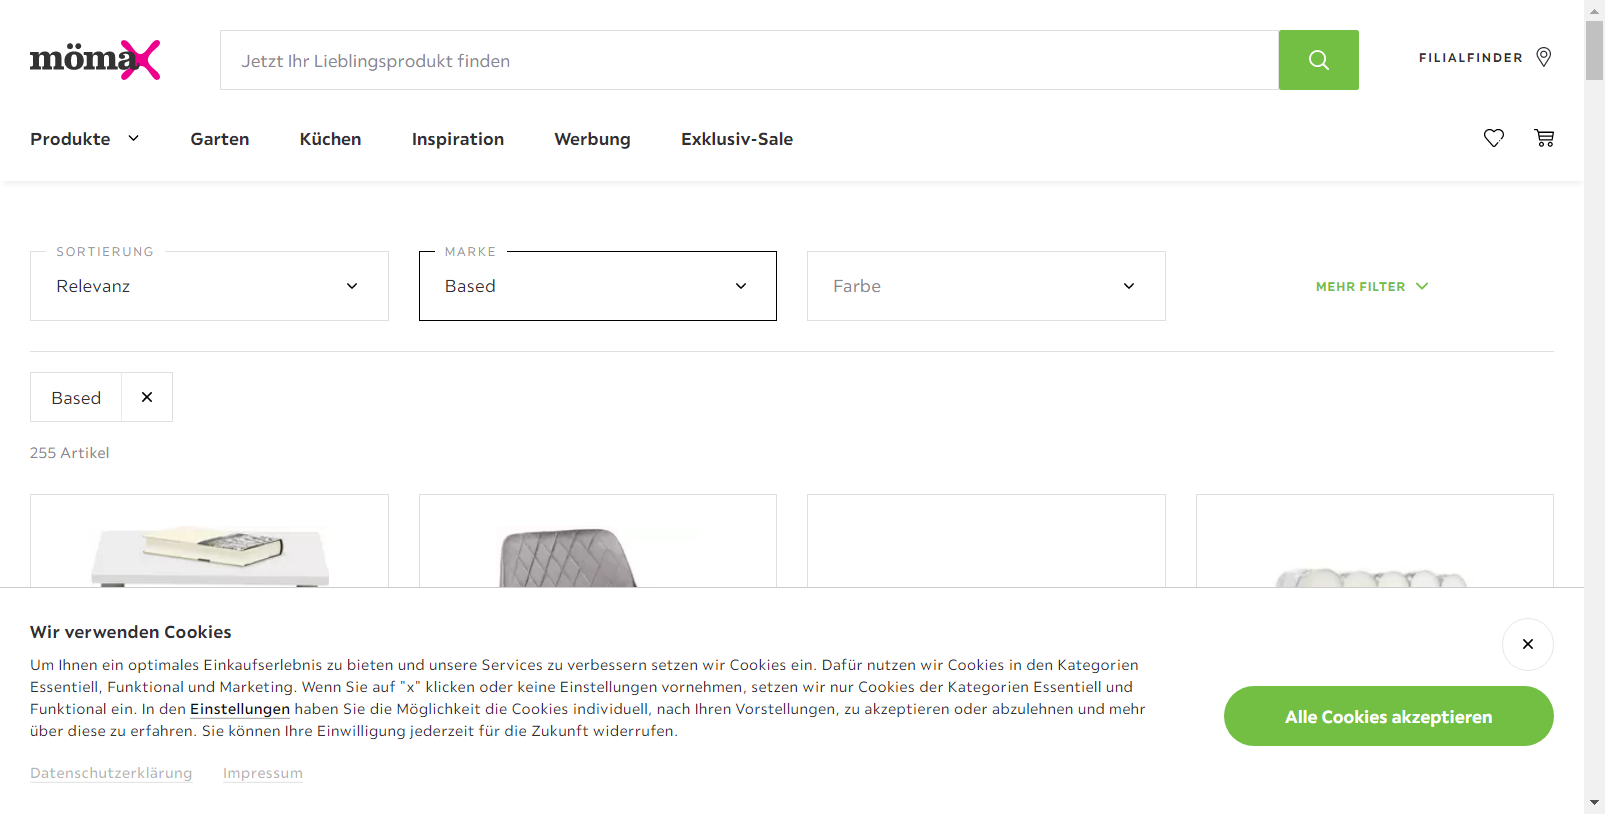 mömax
Jetzt Ihr Lieblingsprodukt finden
FILIALFINDER
Produkte
Garten
Küchen
Inspiration
Werbung
Exklusiv-Sale
SORTIERUNG
Relevanz
MARKE
Based
Farbe
MEHR FILTER
Based
255 Artikel
Wir verwenden Cookies
Um Ihnen ein optimales Einkaufserlebnis zu bieten und unsere Services zu verbessern setzen wir Cookies ein. Dafür nutzen wir Cookies in den Kategorien
Essentiell, Funktional und Marketing. Wenn Sie auf "x" klicken oder keine Einstellungen vornehmen, setzen wir nur Cookies der Kategorien Essentiell und
Funktional ein. In den Einstellungen haben Sie die Möglichkeit die Cookies individuell, nach Ihren Vorstellungen, zu akzeptieren oder abzulehnen und mehr
über diese zu erfahren. Sie können Ihre Einwilligung jederzeit für die Zukunft widerrufen.
Alle Cookies akzeptieren
Datenschutzerklärung
Impressum